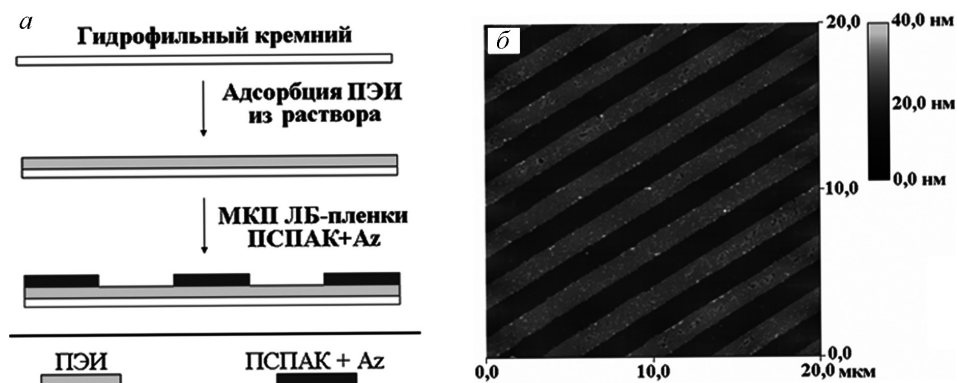 а
Гидрофильный кремний
Адсорбция ПЭИ
из раствора
МКП ЛБ-пленки
ПСПАК+Az
ПЭИ
ПСПАК + Az
б
20,0
10,0
0,0
0,0
10,0
20,0
мкм
40,0 нм
20,0 нм
0,0 нм